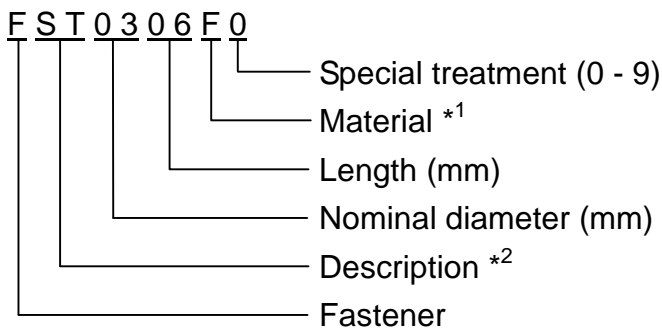 F S T 0 3 0 6 F 0
Special treatment (0 - 9)
Material *1
Length (mm)
Nominal diameter (mm)
Description *2
Fastener